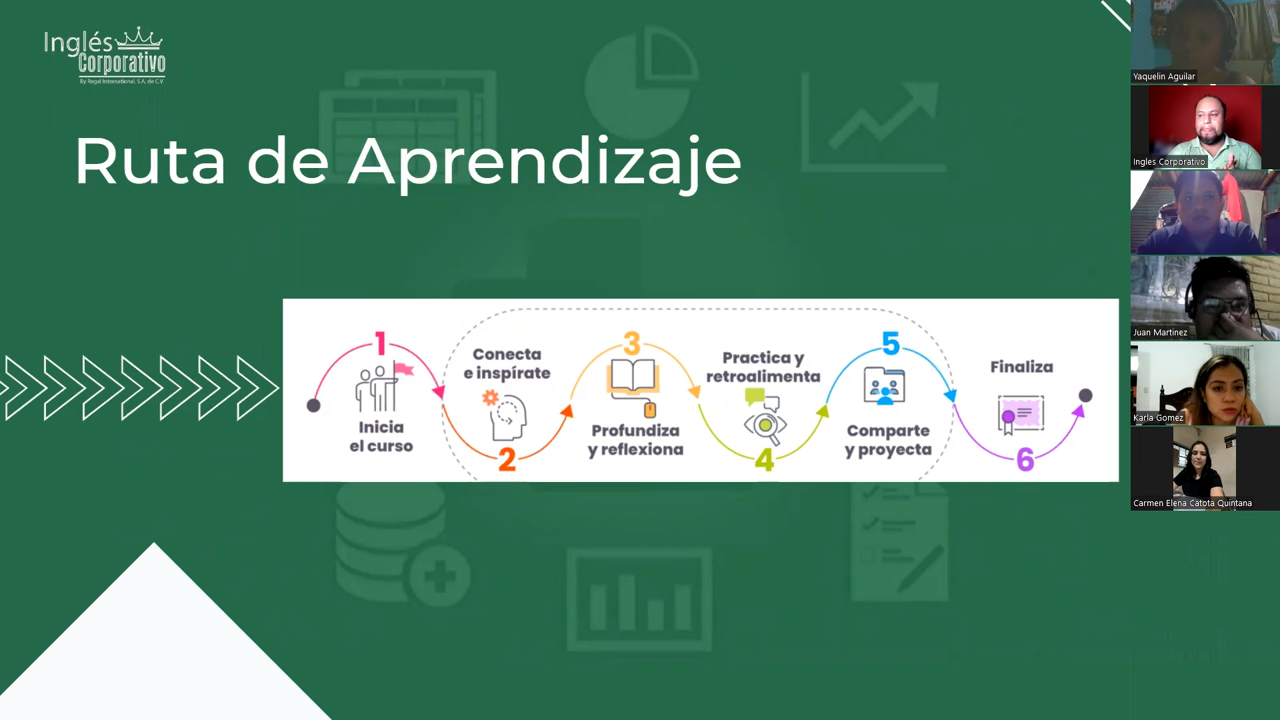 Inglés
Corporativo
By Regal International, S.A. de C.V.
Ruta de Aprendizaje
1
Inicia
el curso
Conecta
e inspírate
2
3
Profundiza
y reflexiona
Practica y
retroalimenta
4
5
Comparte
y proyecta
Finaliza
6
Yaquelin Aguilar
Ingles Corporativo
Juan Martinez
Karla Gomez
Carmen Elena Catota Quintana